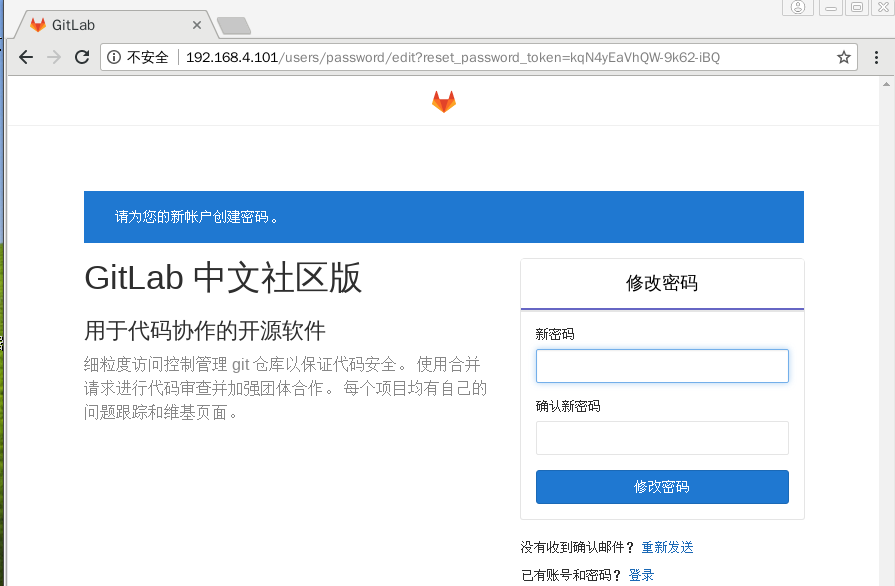 GitLab
不安全 192.168.4.101/users/password/edit?reset_password_token=kqN4yEaVhQW-9k62-iBQ
请为您的新帐户创建密码。
GitLab 中文社区版
用于代码协作的开源软件
细粒度访问控制管理 git 仓库以保证代码安全。 使用合并
请求进行代码审查并加强团体合作。 每个项目均有自己的
问题跟踪和维基页面。
修改密码
新密码
确认新密码
修改密码
没有收到确认邮件? 重新发送
已有账号和密码? 登录